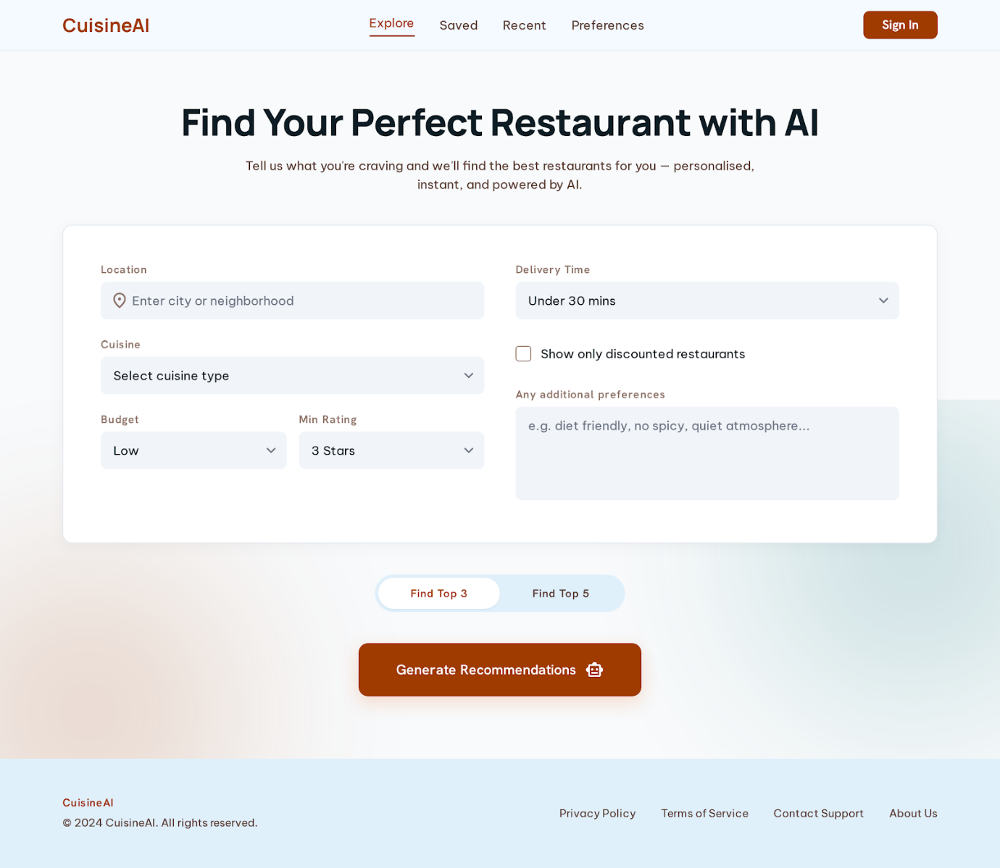 CuisineAI
Explore
Saved
Recent
Preferences
Sign In
Find Your Perfect Restaurant with AI
Tell us what you're craving and we'll find the best restaurants for you — personalised,
instant, and powered by AI.
Location
Enter city or neighborhood
Cuisine
Select cuisine type
Budget
Low
Min Rating
3 Stars
Delivery Time
Under 30 mins
Show only discounted restaurants
Any additional preferences
e.g. diet friendly, no spicy, quiet atmosphere...
Find Top 3
Find Top 5
Generate Recommendations
CuisineAI
© 2024 CuisineAI. All rights reserved.
Privacy Policy
Terms of Service
Contact Support
About Us